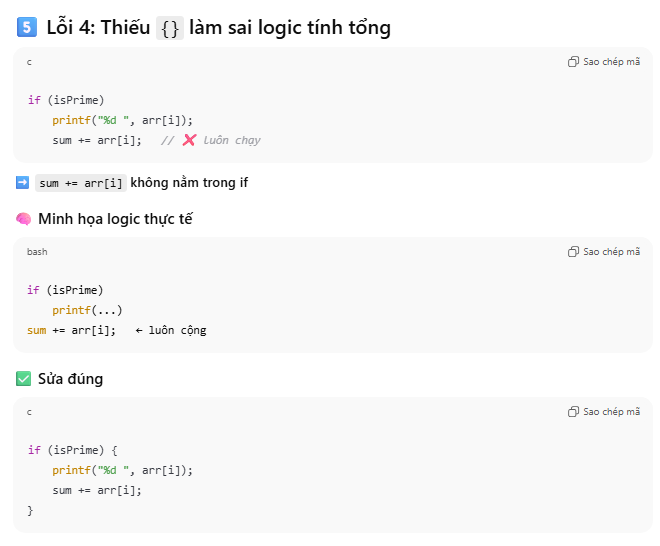 5 Lỗi 4: Thiếu {} làm sai logic tính tổng
c Sao chép mã
if (isPrime)
    printf("%d ", arr[i]);
    sum += arr[i];   // ❌ luôn chạy
➡️ sum += arr[i] không nằm trong if
🧠 Minh họa logic thực tế
bash Sao chép mã
if (isPrime)
    printf(...)
sum += arr[i];   ← luôn cộng
✅ Sửa đúng
c Sao chép mã
if (isPrime) {
    printf("%d ", arr[i]);
    sum += arr[i];
}